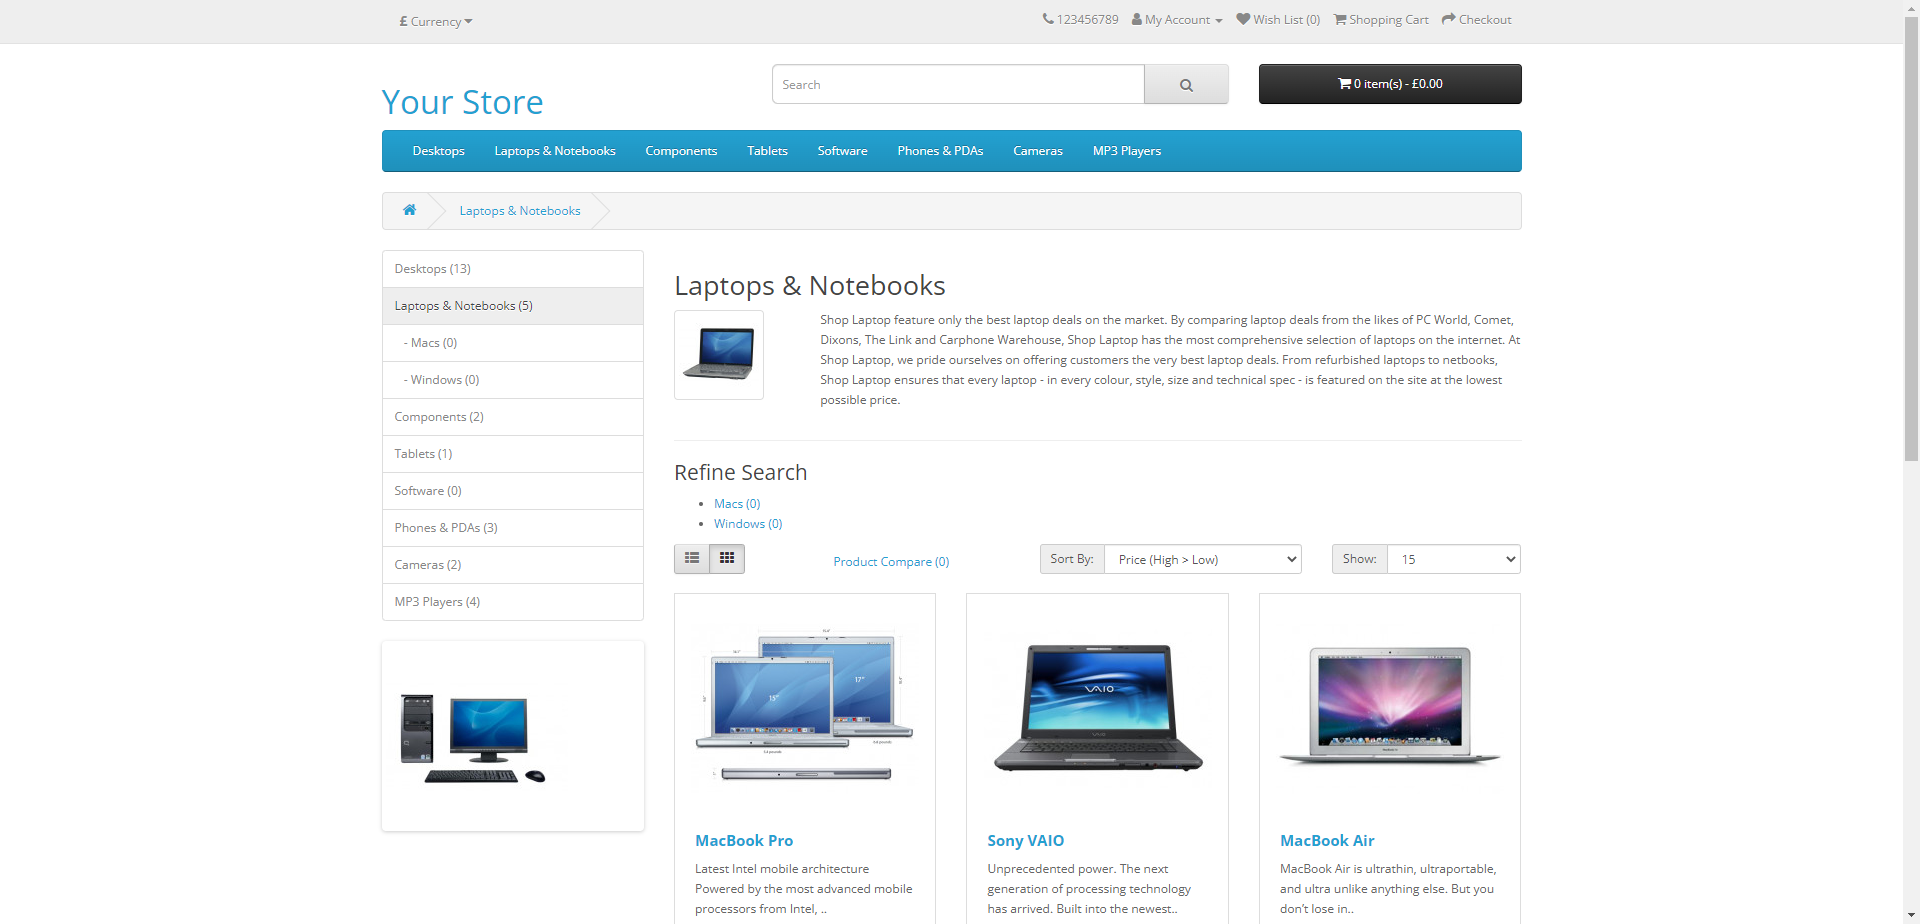 £ Currency
123456789
My Account
Wish List (0)
Shopping Cart
Checkout
Your Store
Search
0 item(s) - £0.00
Desktops
Laptops & Notebooks
Components
Tablets
Software
Phones & PDAs
Cameras
MP3 Players
Laptops & Notebooks
Desktops (13)
Laptops & Notebooks (5)
- Macs (0)
- Windows (0)
Components (2)
Tablets (1)
Software (0)
Phones & PDAs (3)
Cameras (2)
MP3 Players (4)
Laptops & Notebooks
Shop Laptop feature only the best laptop deals on the market. By comparing laptop deals from the likes of PC World, Comet,
Dixons, The Link and Carphone Warehouse, Shop Laptop has the most comprehensive selection of laptops on the internet. At
Shop Laptop, we pride ourselves on offering customers the very best laptop deals. From refurbished laptops to netbooks,
Shop Laptop ensures that every laptop - in every colour, style, size and technical spec - is featured on the site at the lowest
possible price.
Refine Search
Macs (0)
Windows (0)
Product Compare (0)
Sort By:
Price (High > Low)
Show:
15
15"
17"
VAIO
MacBook Pro
Latest Intel mobile architecture
Powered by the most advanced mobile
processors from Intel, ..
Sony VAIO
Unprecedented power. The next
generation of processing technology
has arrived. Built into the newest..
MacBook Air
MacBook Air is ultrathin, ultraportable,
and ultra unlike anything else. But you
don’t lose in..